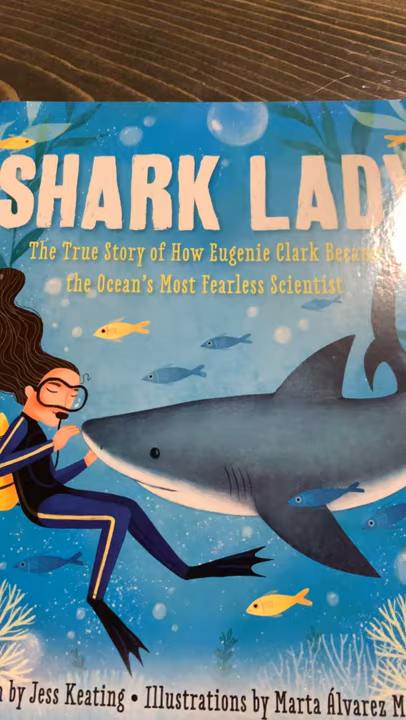 SHARK LADY
The True Story of How Eugenie Clark Became
the Ocean's Most Fearless Scientist
by Jess Keating • Illustrations by Marta Álvarez M